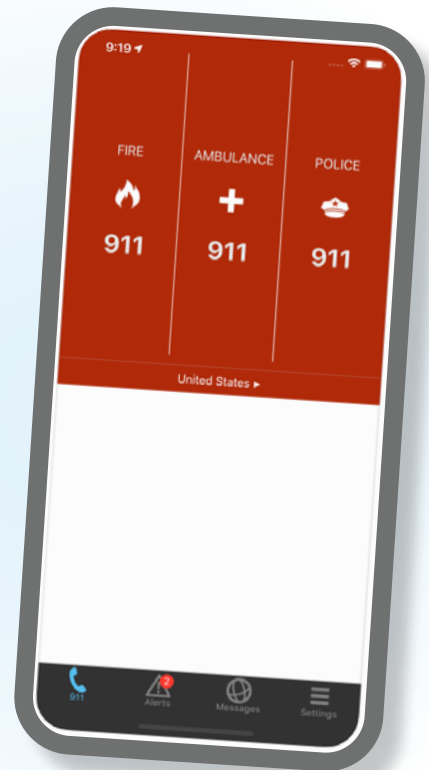 9:19
FIRE
AMBULANCE
POLICE
911
911
911
United States ▸
911
2
Alerts
Messages
Settings